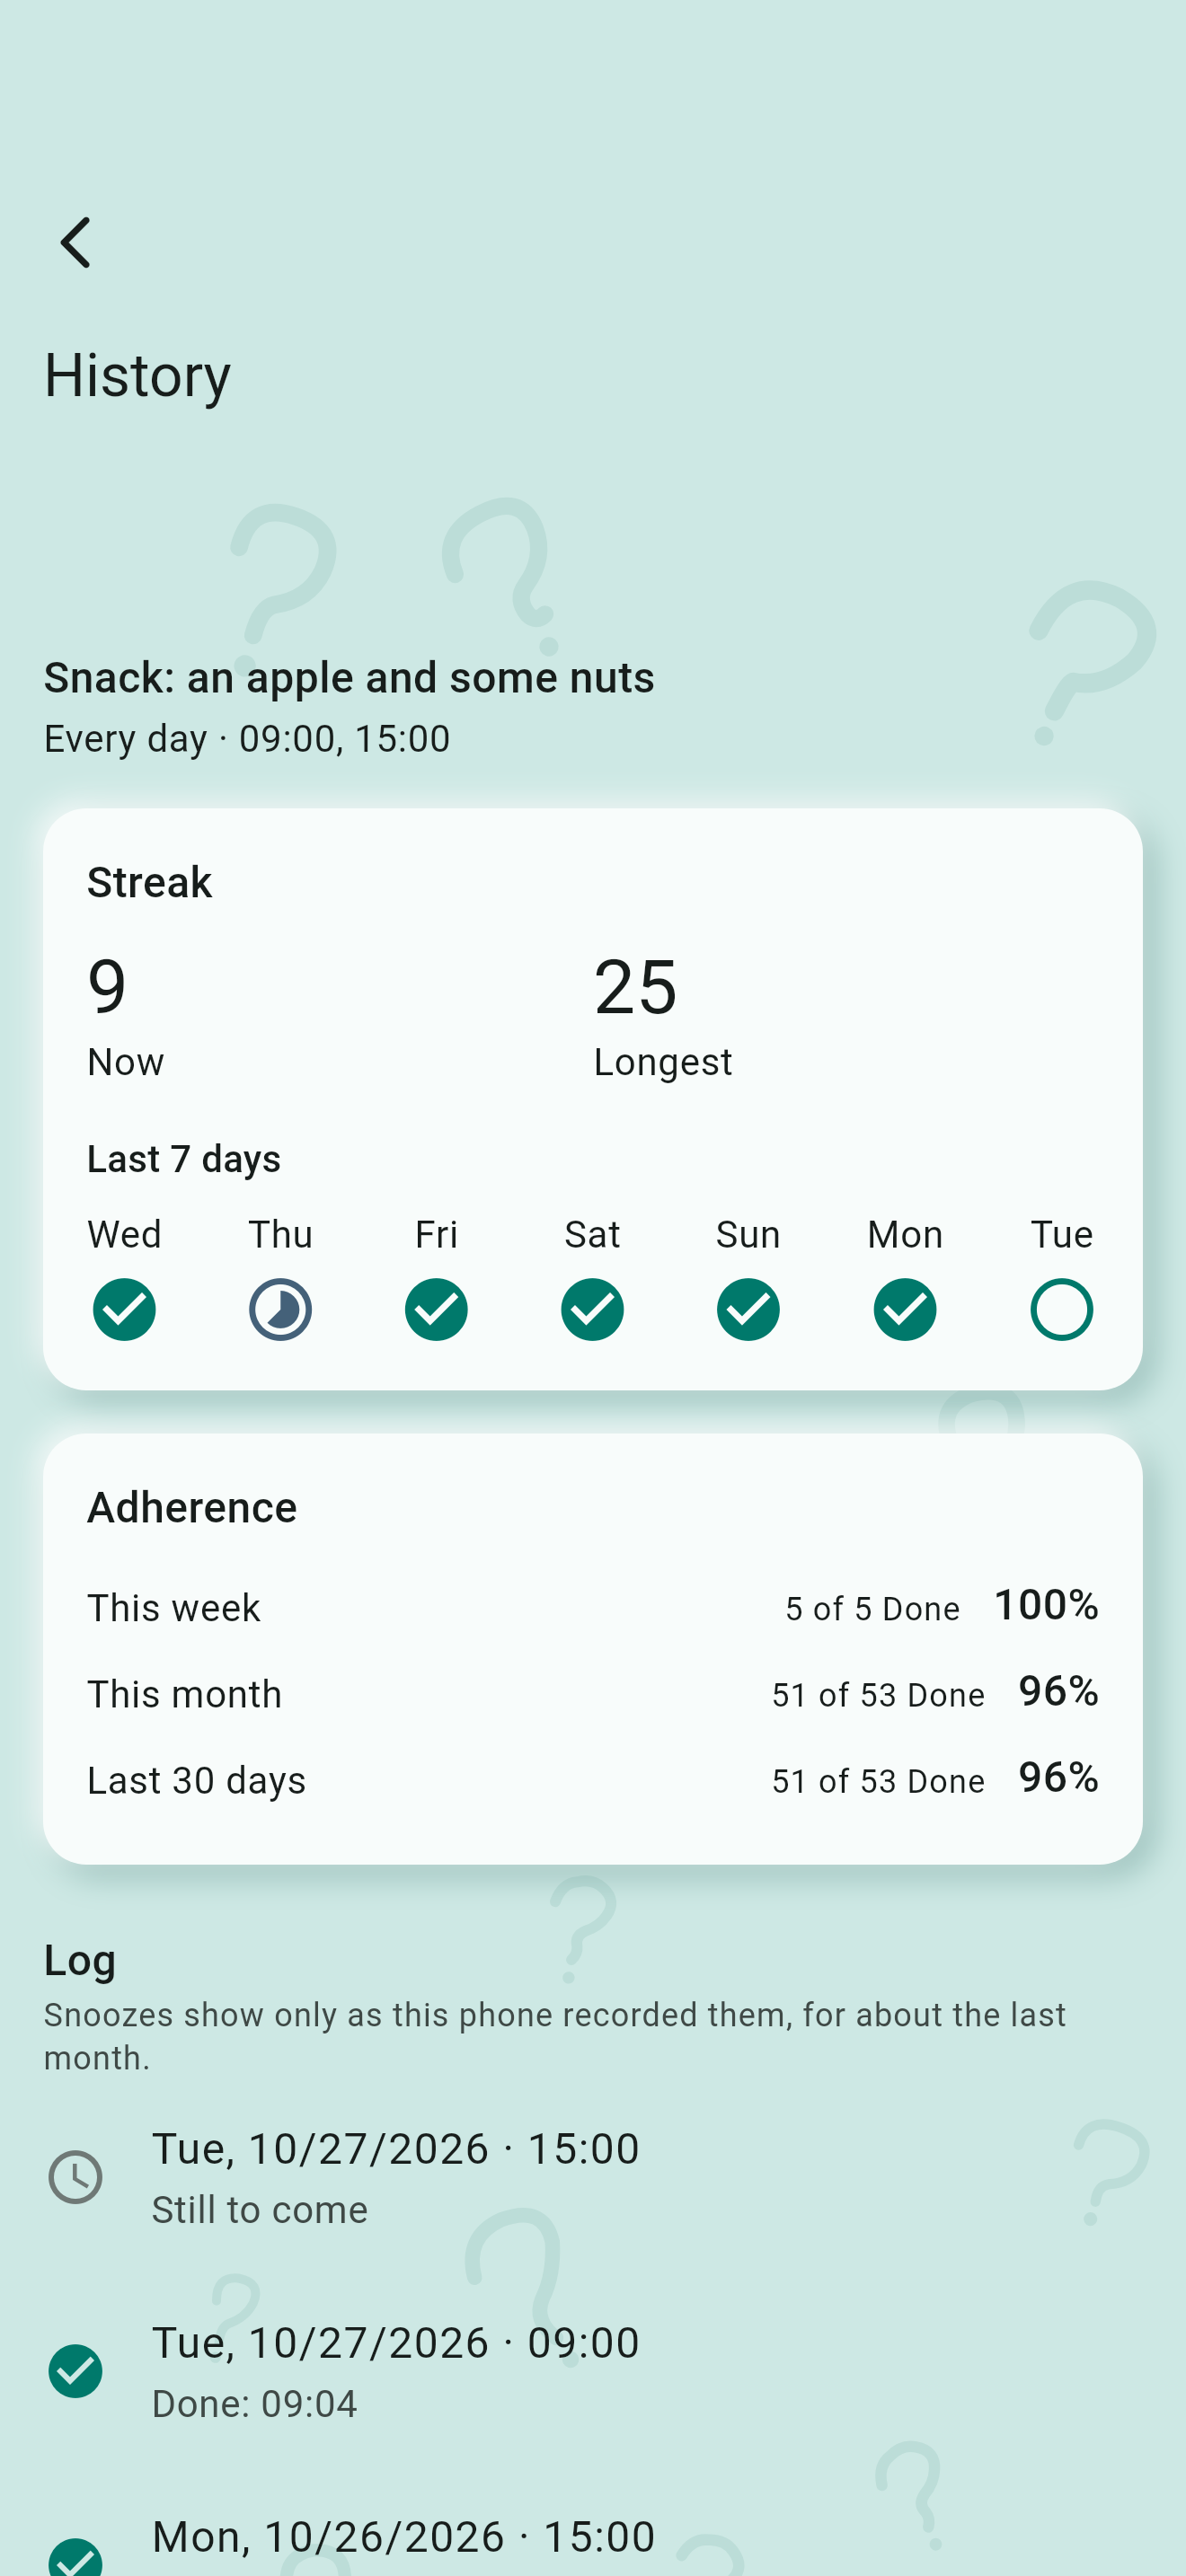 History
Snack: an apple and some nuts
Every day · 09:00, 15:00
Streak
9 25
Now Longest
Last 7 days
Wed Thu Fri Sat Sun Mon Tue
Adherence
This week 5 of 5 Done 100%
This month 51 of 53 Done 96%
Last 30 days 51 of 53 Done 96%
Log
Snoozes show only as this phone recorded them, for about the last
month.
Tue, 10/27/2026 · 15:00
Still to come
Tue, 10/27/2026 · 09:00
Done: 09:04
Mon, 10/26/2026 · 15:00